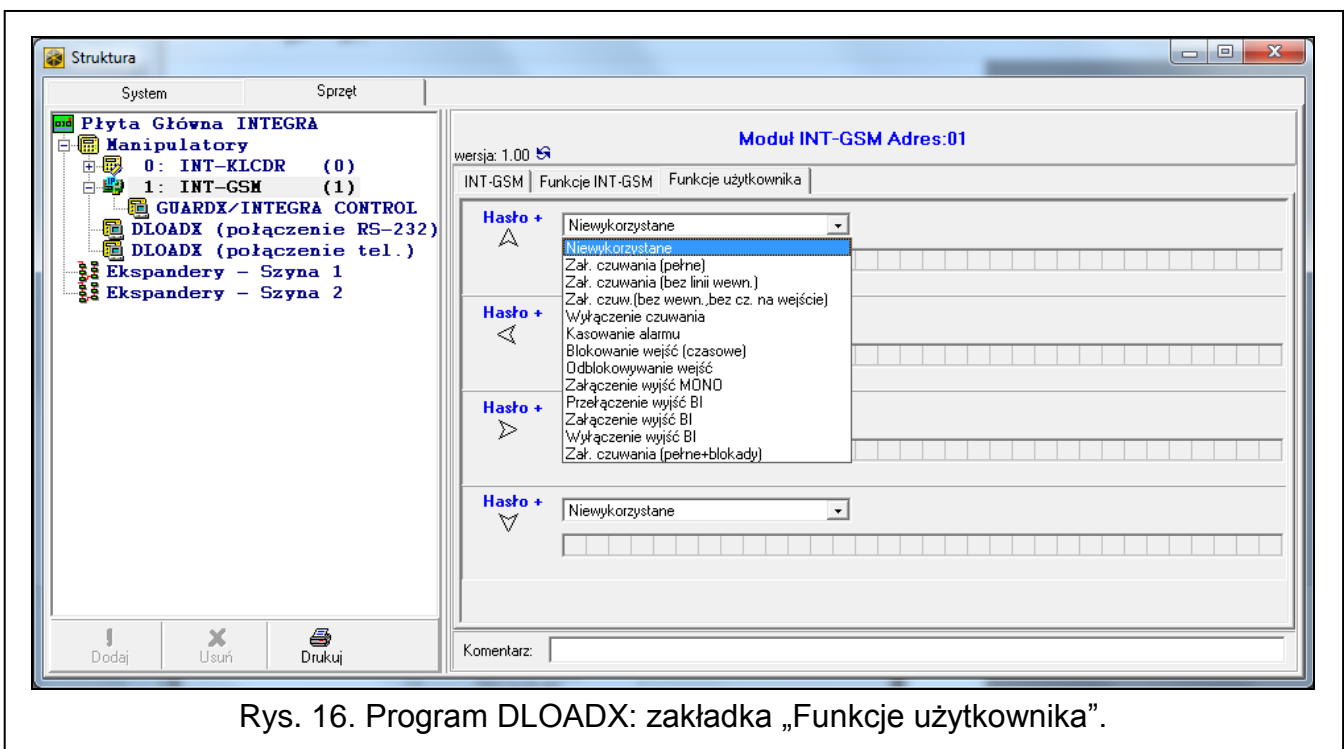 Struktura
System Sprzęt
Płyta Główna INTEGRA
Manipulatory
0: INT-KLCDR (0)
1: INT-GSM (1)
GUARDX/INTEGRA CONTROL
DLOADX (połączenie RS-232)
DLOADX (połączenie tel.)
Ekspandery - Szyna 1
Ekspandery - Szyna 2
Dodaj Usuń Drukuj
Moduł INT-GSM Adres:01
wersja: 1.00
INT-GSM Funkcje INT-GSM Funkcje użytkownika
Hasło + Niewykorzystane
Niewykorzystane
Zał. czuwania (pełne)
Zał. czuwania (bez linii wewn.)
Zał. czuw.(bez wewn.,bez cz. na wejście)
Hasło +
Wyłączenie czuwania
Kasowanie alarmu
Blokowanie wejść (czasowe)
Odblokowywanie wejść
Załączenie wyjść MONO
Hasło +
Przełączenie wyjść BI
Załączenie wyjść BI
Wyłączenie wyjść BI
Zał. czuwania (pełne+blokady)
Hasło + Niewykorzystane
Komentarz:
Rys. 16. Program DLOADX: zakładka „Funkcje użytkownika”.